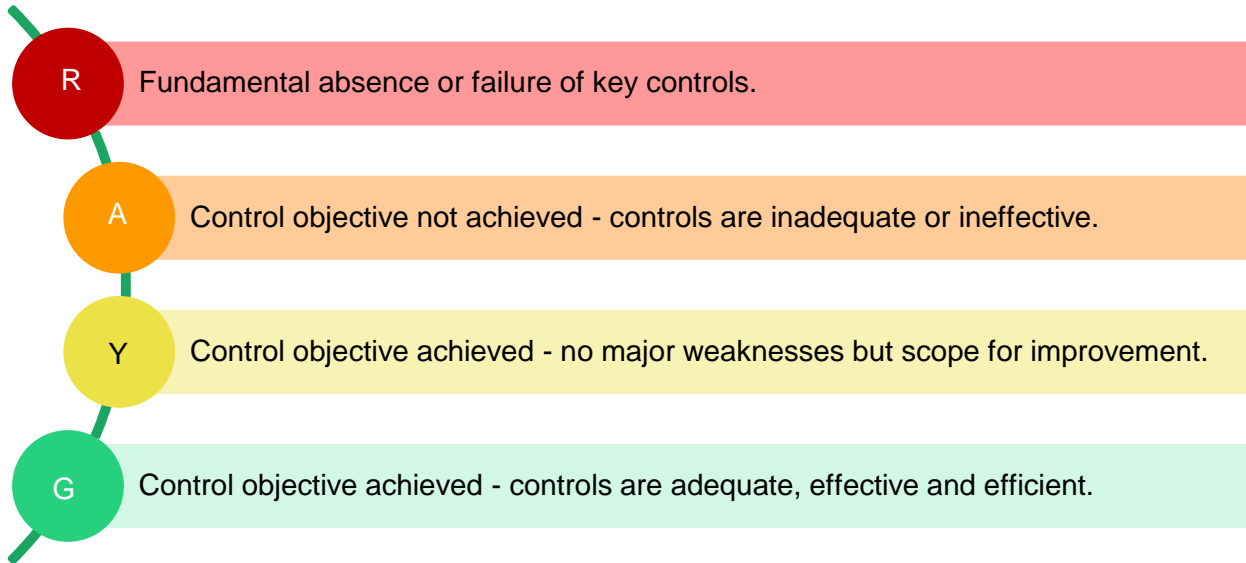 R
Fundamental absence or failure of key controls.
A
Control objective not achieved - controls are inadequate or ineffective.
Y
Control objective achieved - no major weaknesses but scope for improvement.
G
Control objective achieved - controls are adequate, effective and efficient.